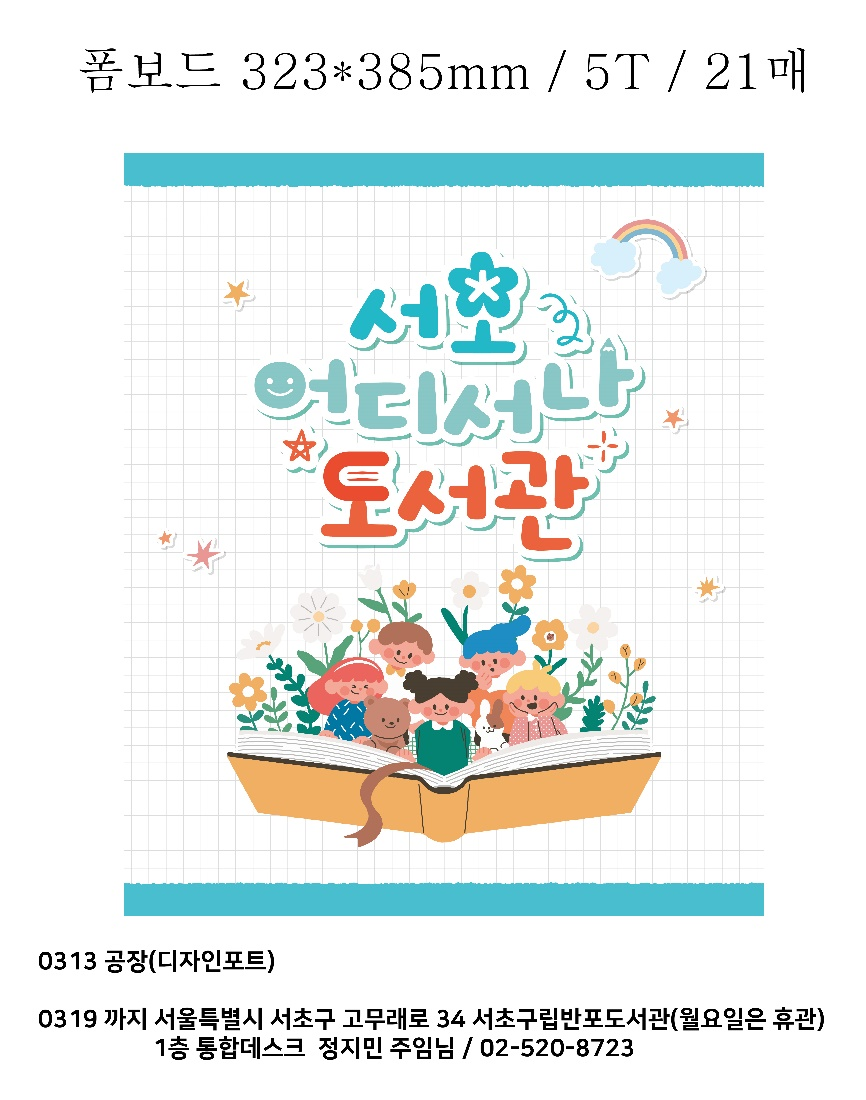 폼보드 323*385mm / 5T / 21매
서초
어디서나
도서관
0313 공장(디자인포트)
0319 까지 서울특별시 서초구 고무래로 34 서초구립반포도서관(월요일은 휴관)
1층 통합데스크 정지민 주임님 / 02-520-8723